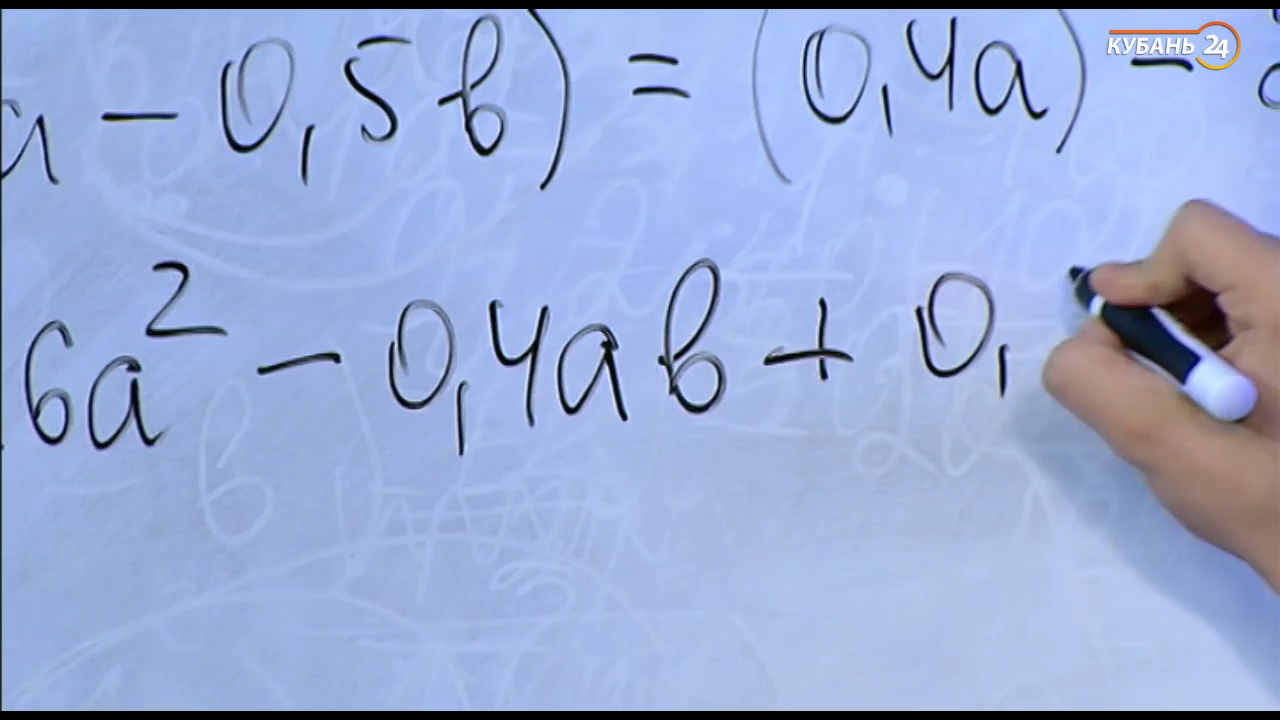 а - 0,5в) = (0,4а) -
6а² - 0,4ав + 0,
КУБАНЬ 24